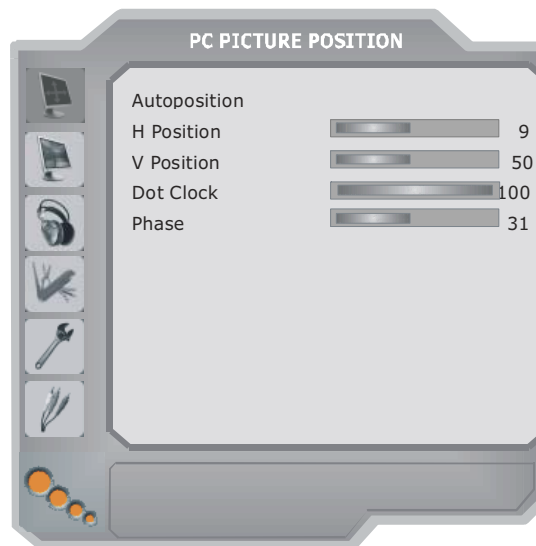 PC PICTURE POSITION
Autoposition
H Position 9
V Position 50
Dot Clock 100
Phase 31